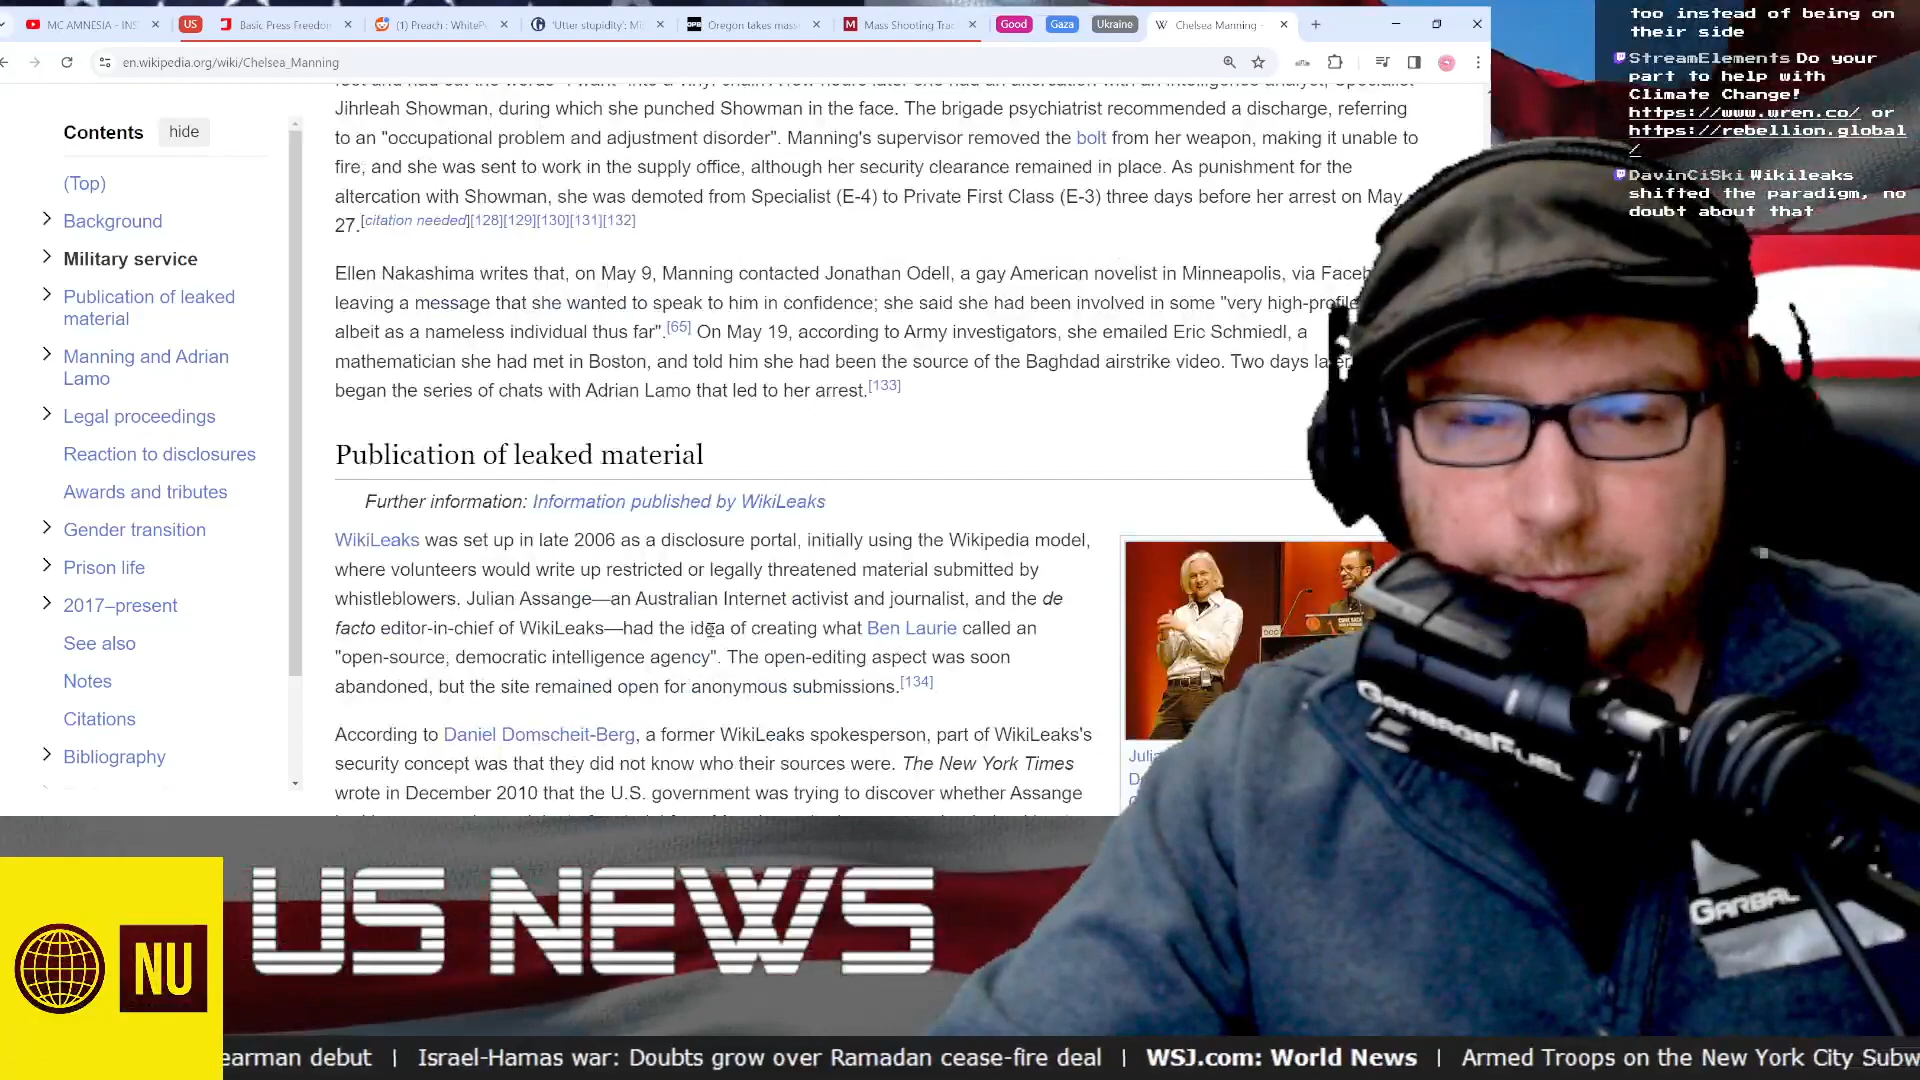 MC AMNESIA - INS
US
Basic Press Freedom
(1) Preach : WhiteP
'Utter stupidity': Mi
Oregon takes mass
Mass Shooting Trac
Good
Gaza
Ukraine
W Chelsea Manning -
en.wikipedia.org/wiki/Chelsea_Manning
Contents hide
(Top)
Background
Military service
Publication of leaked
material
Manning and Adrian
Lamo
Legal proceedings
Reaction to disclosures
Awards and tributes
Gender transition
Prison life
2017–present
See also
Notes
Citations
Bibliography
Jihrleah Showman, during which she punched Showman in the face. The brigade psychiatrist recommended a discharge, referring
to an "occupational problem and adjustment disorder". Manning's supervisor removed the bolt from her weapon, making it unable to
fire, and she was sent to work in the supply office, although her security clearance remained in place. As punishment for the
altercation with Showman, she was demoted from Specialist (E-4) to Private First Class (E-3) three days before her arrest on May
27.[citation needed][128][129][130][131][132]
Ellen Nakashima writes that, on May 9, Manning contacted Jonathan Odell, a gay American novelist in Minneapolis, via Faceb
leaving a message that she wanted to speak to him in confidence; she said she had been involved in some "very high-profile
albeit as a nameless individual thus far".[65] On May 19, according to Army investigators, she emailed Eric Schmiedl, a
mathematician she had met in Boston, and told him she had been the source of the Baghdad airstrike video. Two days later
began the series of chats with Adrian Lamo that led to her arrest.[133]
Publication of leaked material
Further information: Information published by WikiLeaks
WikiLeaks was set up in late 2006 as a disclosure portal, initially using the Wikipedia model,
where volunteers would write up restricted or legally threatened material submitted by
whistleblowers. Julian Assange—an Australian Internet activist and journalist, and the de
facto editor-in-chief of WikiLeaks—had the idea of creating what Ben Laurie called an
"open-source, democratic intelligence agency". The open-editing aspect was soon
abandoned, but the site remained open for anonymous submissions.[134]
According to Daniel Domscheit-Berg, a former WikiLeaks spokesperson, part of WikiLeaks's
security concept was that they did not know who their sources were. The New York Times
wrote in December 2010 that the U.S. government was trying to discover whether Assange
Julia
D
too instead of being on
their side
StreamElements Do your
part to help with
Climate Change!
https://www.wren.co/ or
https://rebellion.global
/
DavinCiSki Wikileaks
shifted the paradigm, no
doubt about that
GARBAL
NU
US NEWS
earman debut | Israel-Hamas war: Doubts grow over Ramadan cease-fire deal | WSJ.com: World News | Armed Troops on the New York City Subw